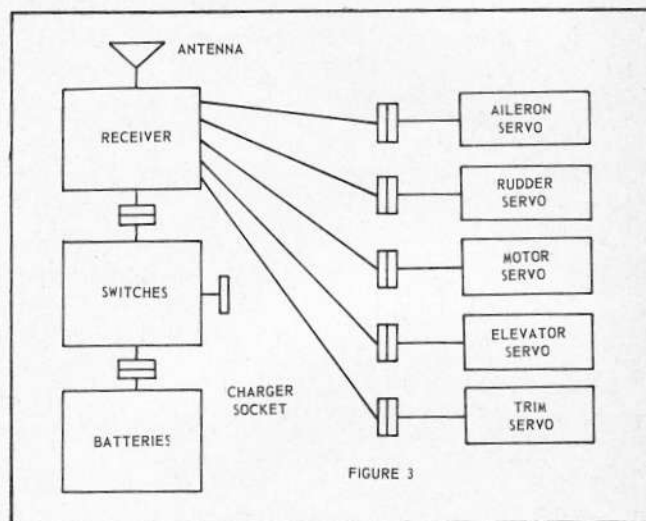 ANTENNA
RECEIVER
AILERON
SERVO
RUDDER
SERVO
MOTOR
SERVO
SWITCHES
ELEVATOR
SERVO
CHARGER
SOCKET
TRIM
SERVO
BATTERIES
FIGURE 3